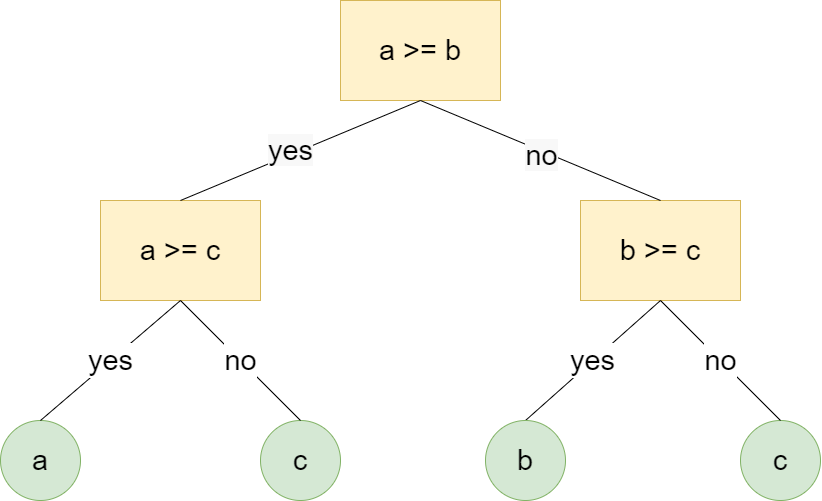 a >= b
yes
no
a >= c
b >= c
yes
no
yes
no
a
c
b
c